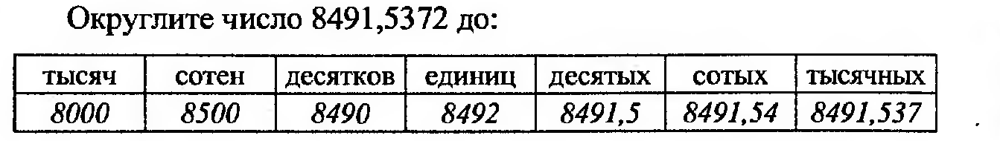 Округлите число 8491,5372 до:
тысяч сотен десятков единиц десятых сотых тысячных
8000 8500 8490 8492 8491,5 8491,54 8491,537